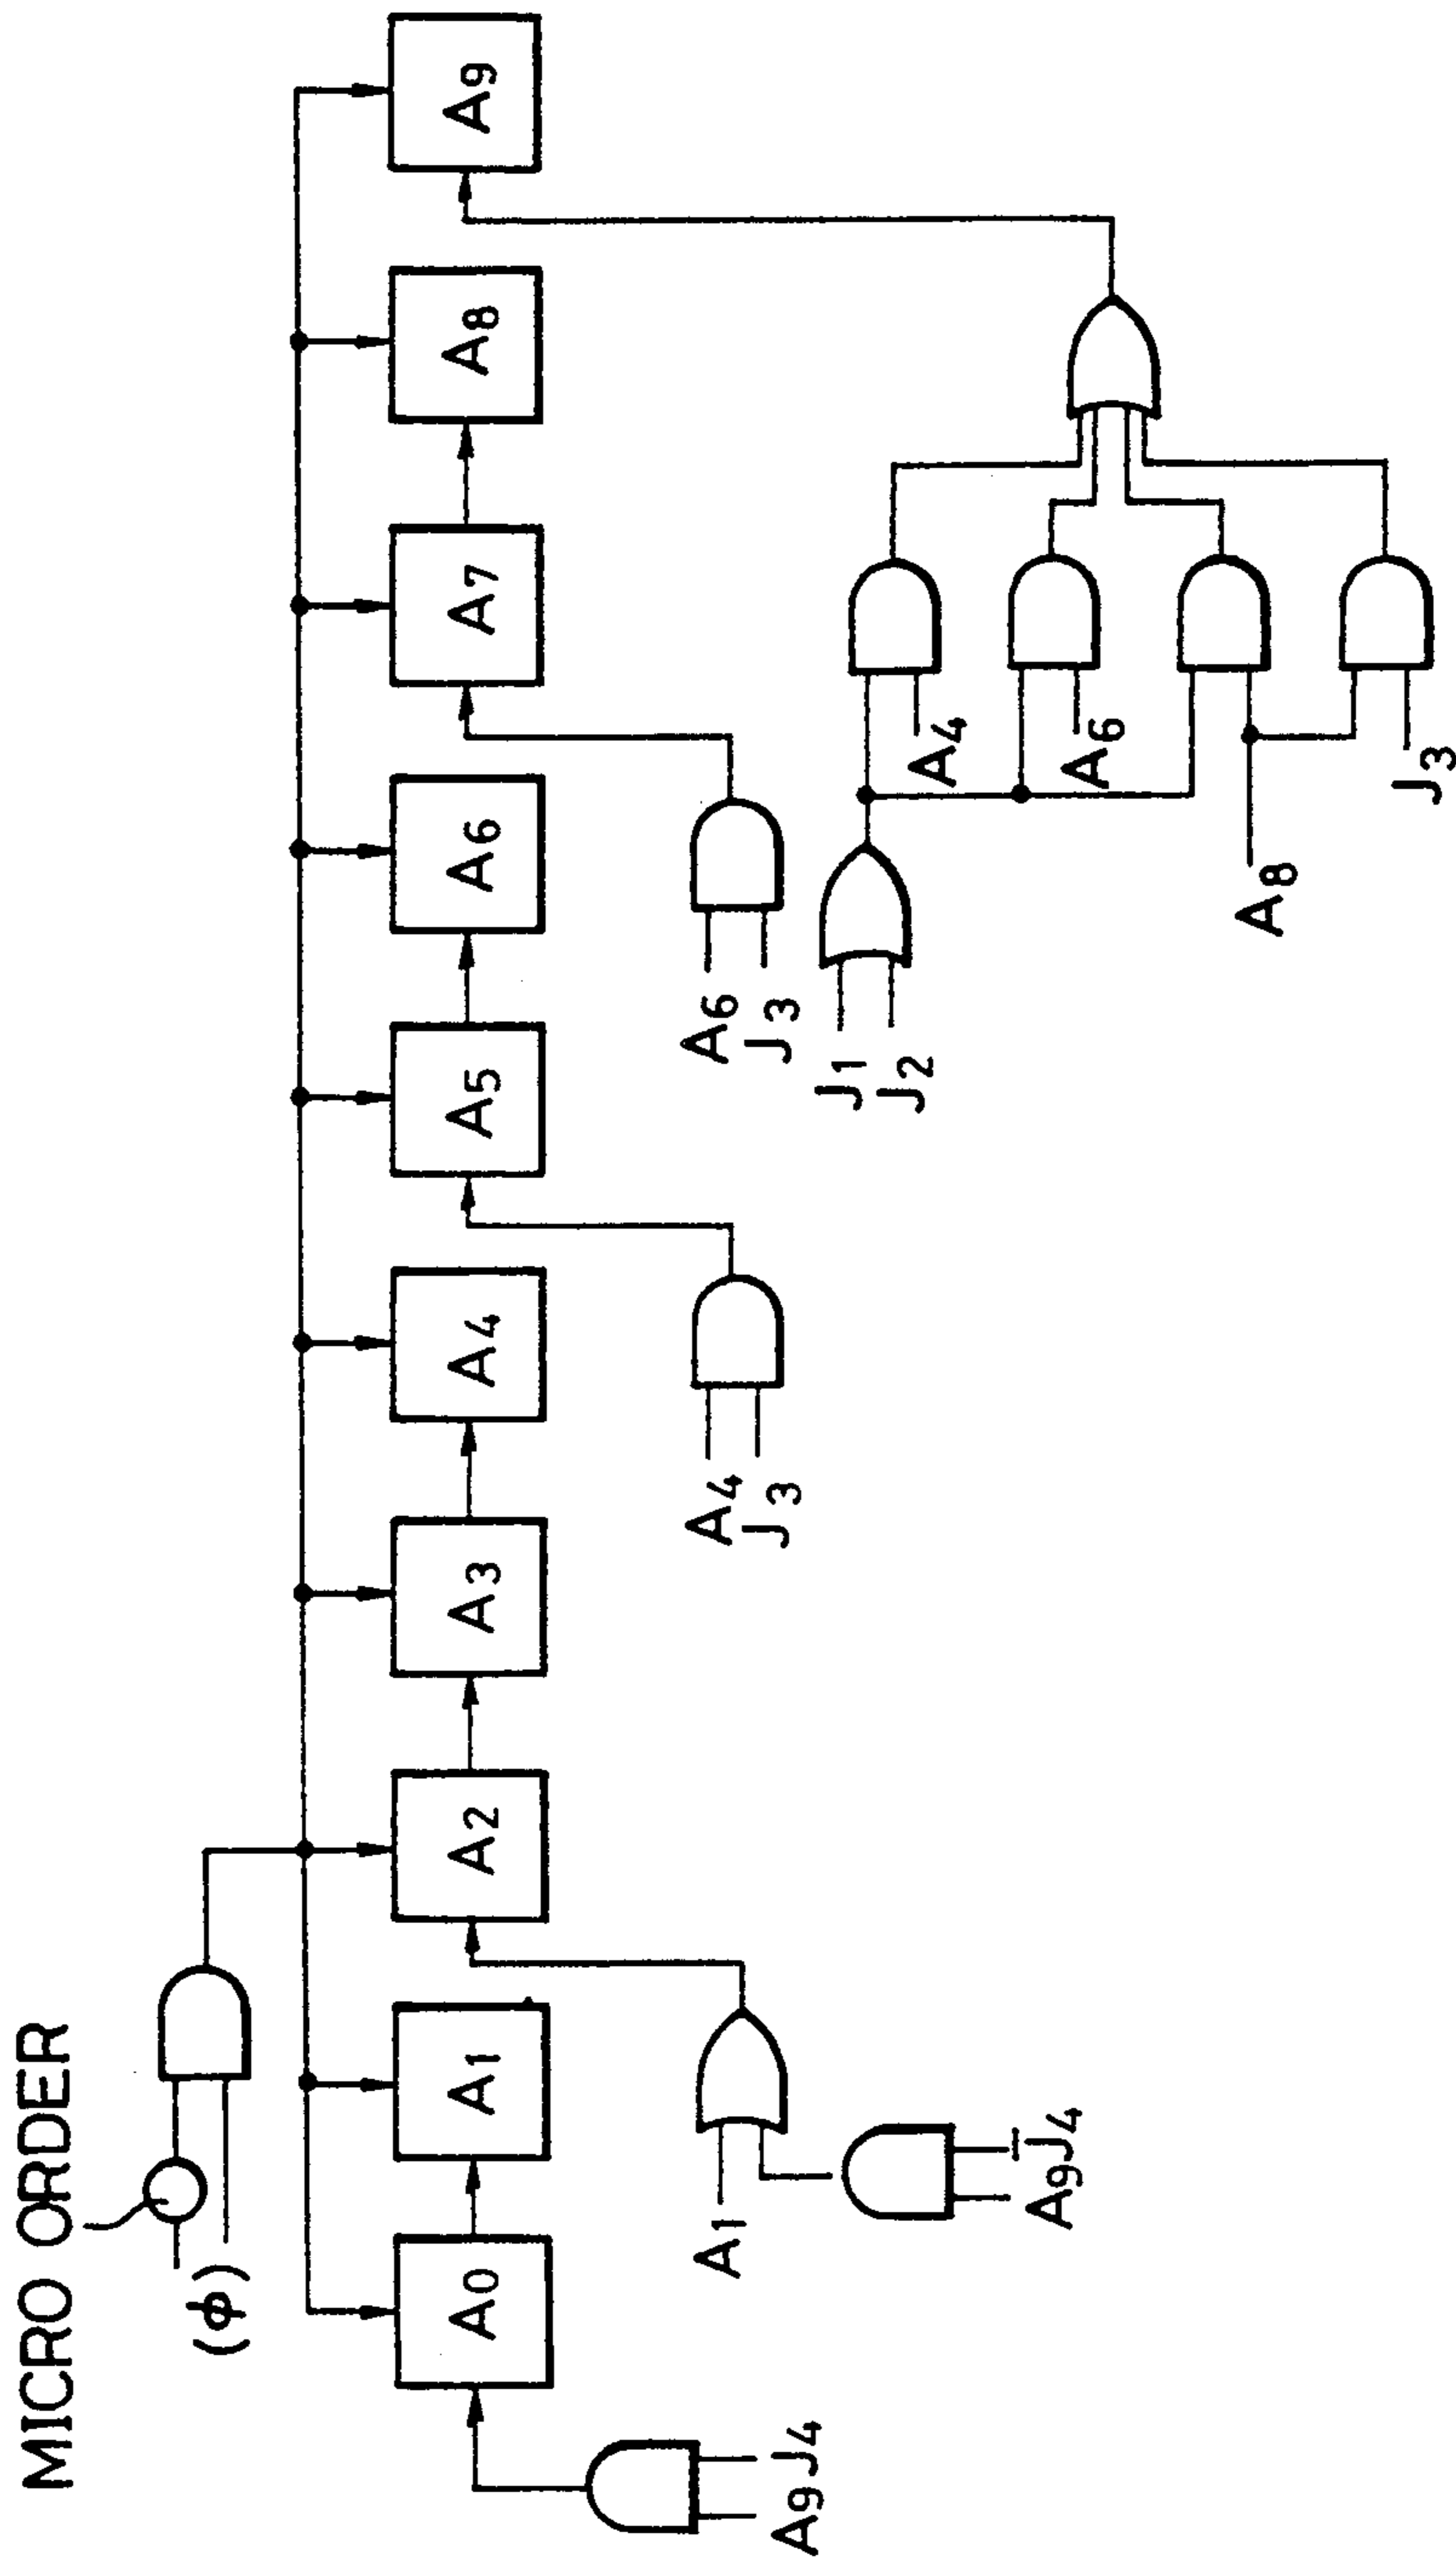 MICRO ORDER
(ϕ)
A0
A1
A2
A3
A4
A5
A6
A7
A8
A9
A9 J4
A1
A9 J̅4
A4
J3
A6
J3
J1
J2
A4
A6
A8
J3